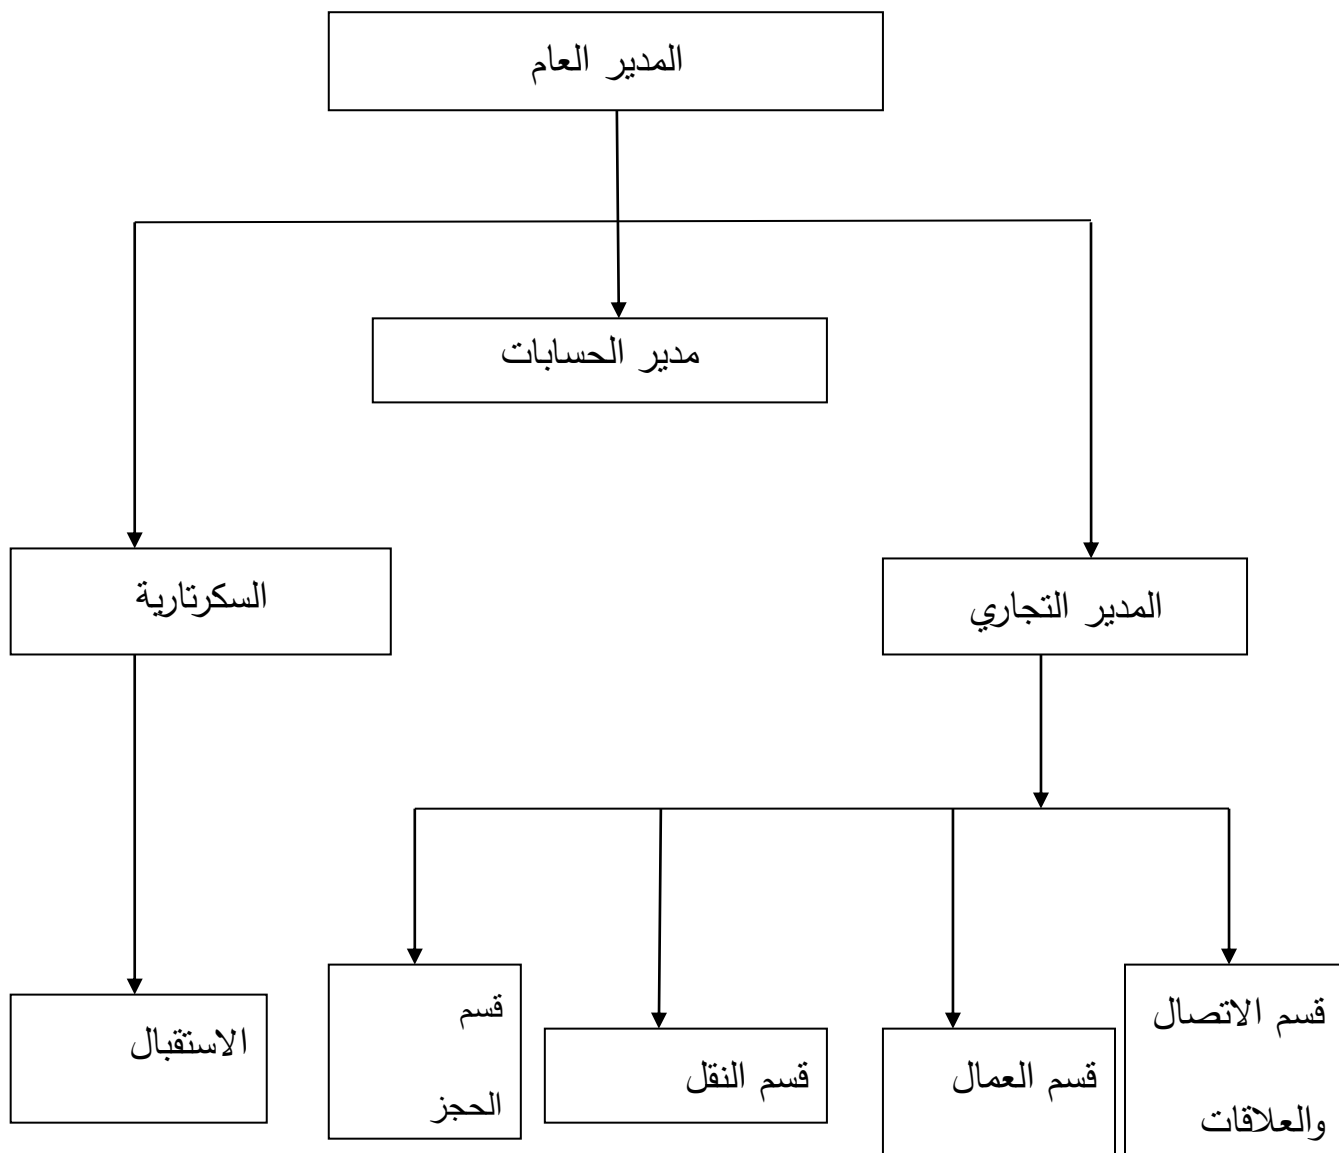 المدير العام
مدير الحسابات
السكرتارية
المدير التجاري
قسم الاتصال
والعلاقات
قسم العمال
قسم النقل
قسم
الحجز
الاستقبال